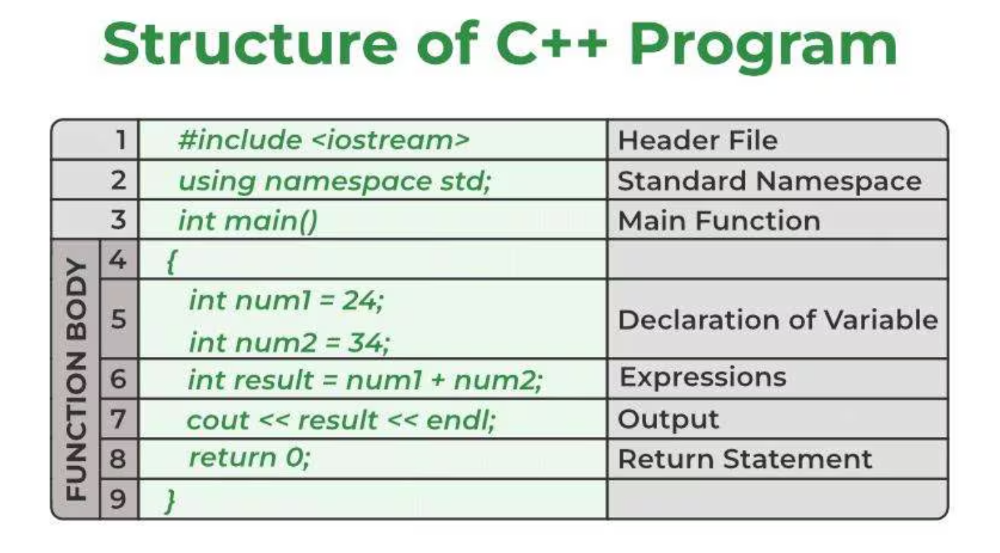 Structure of C++ Program
1 #include <iostream> Header File
2 using namespace std; Standard Namespace
3 int main() Main Function
FUNCTION BODY
4 {
5 int num1 = 24; Declaration of Variable
int num2 = 34;
6 int result = num1 + num2; Expressions
7 cout << result << endl; Output
8 return 0; Return Statement
9 }